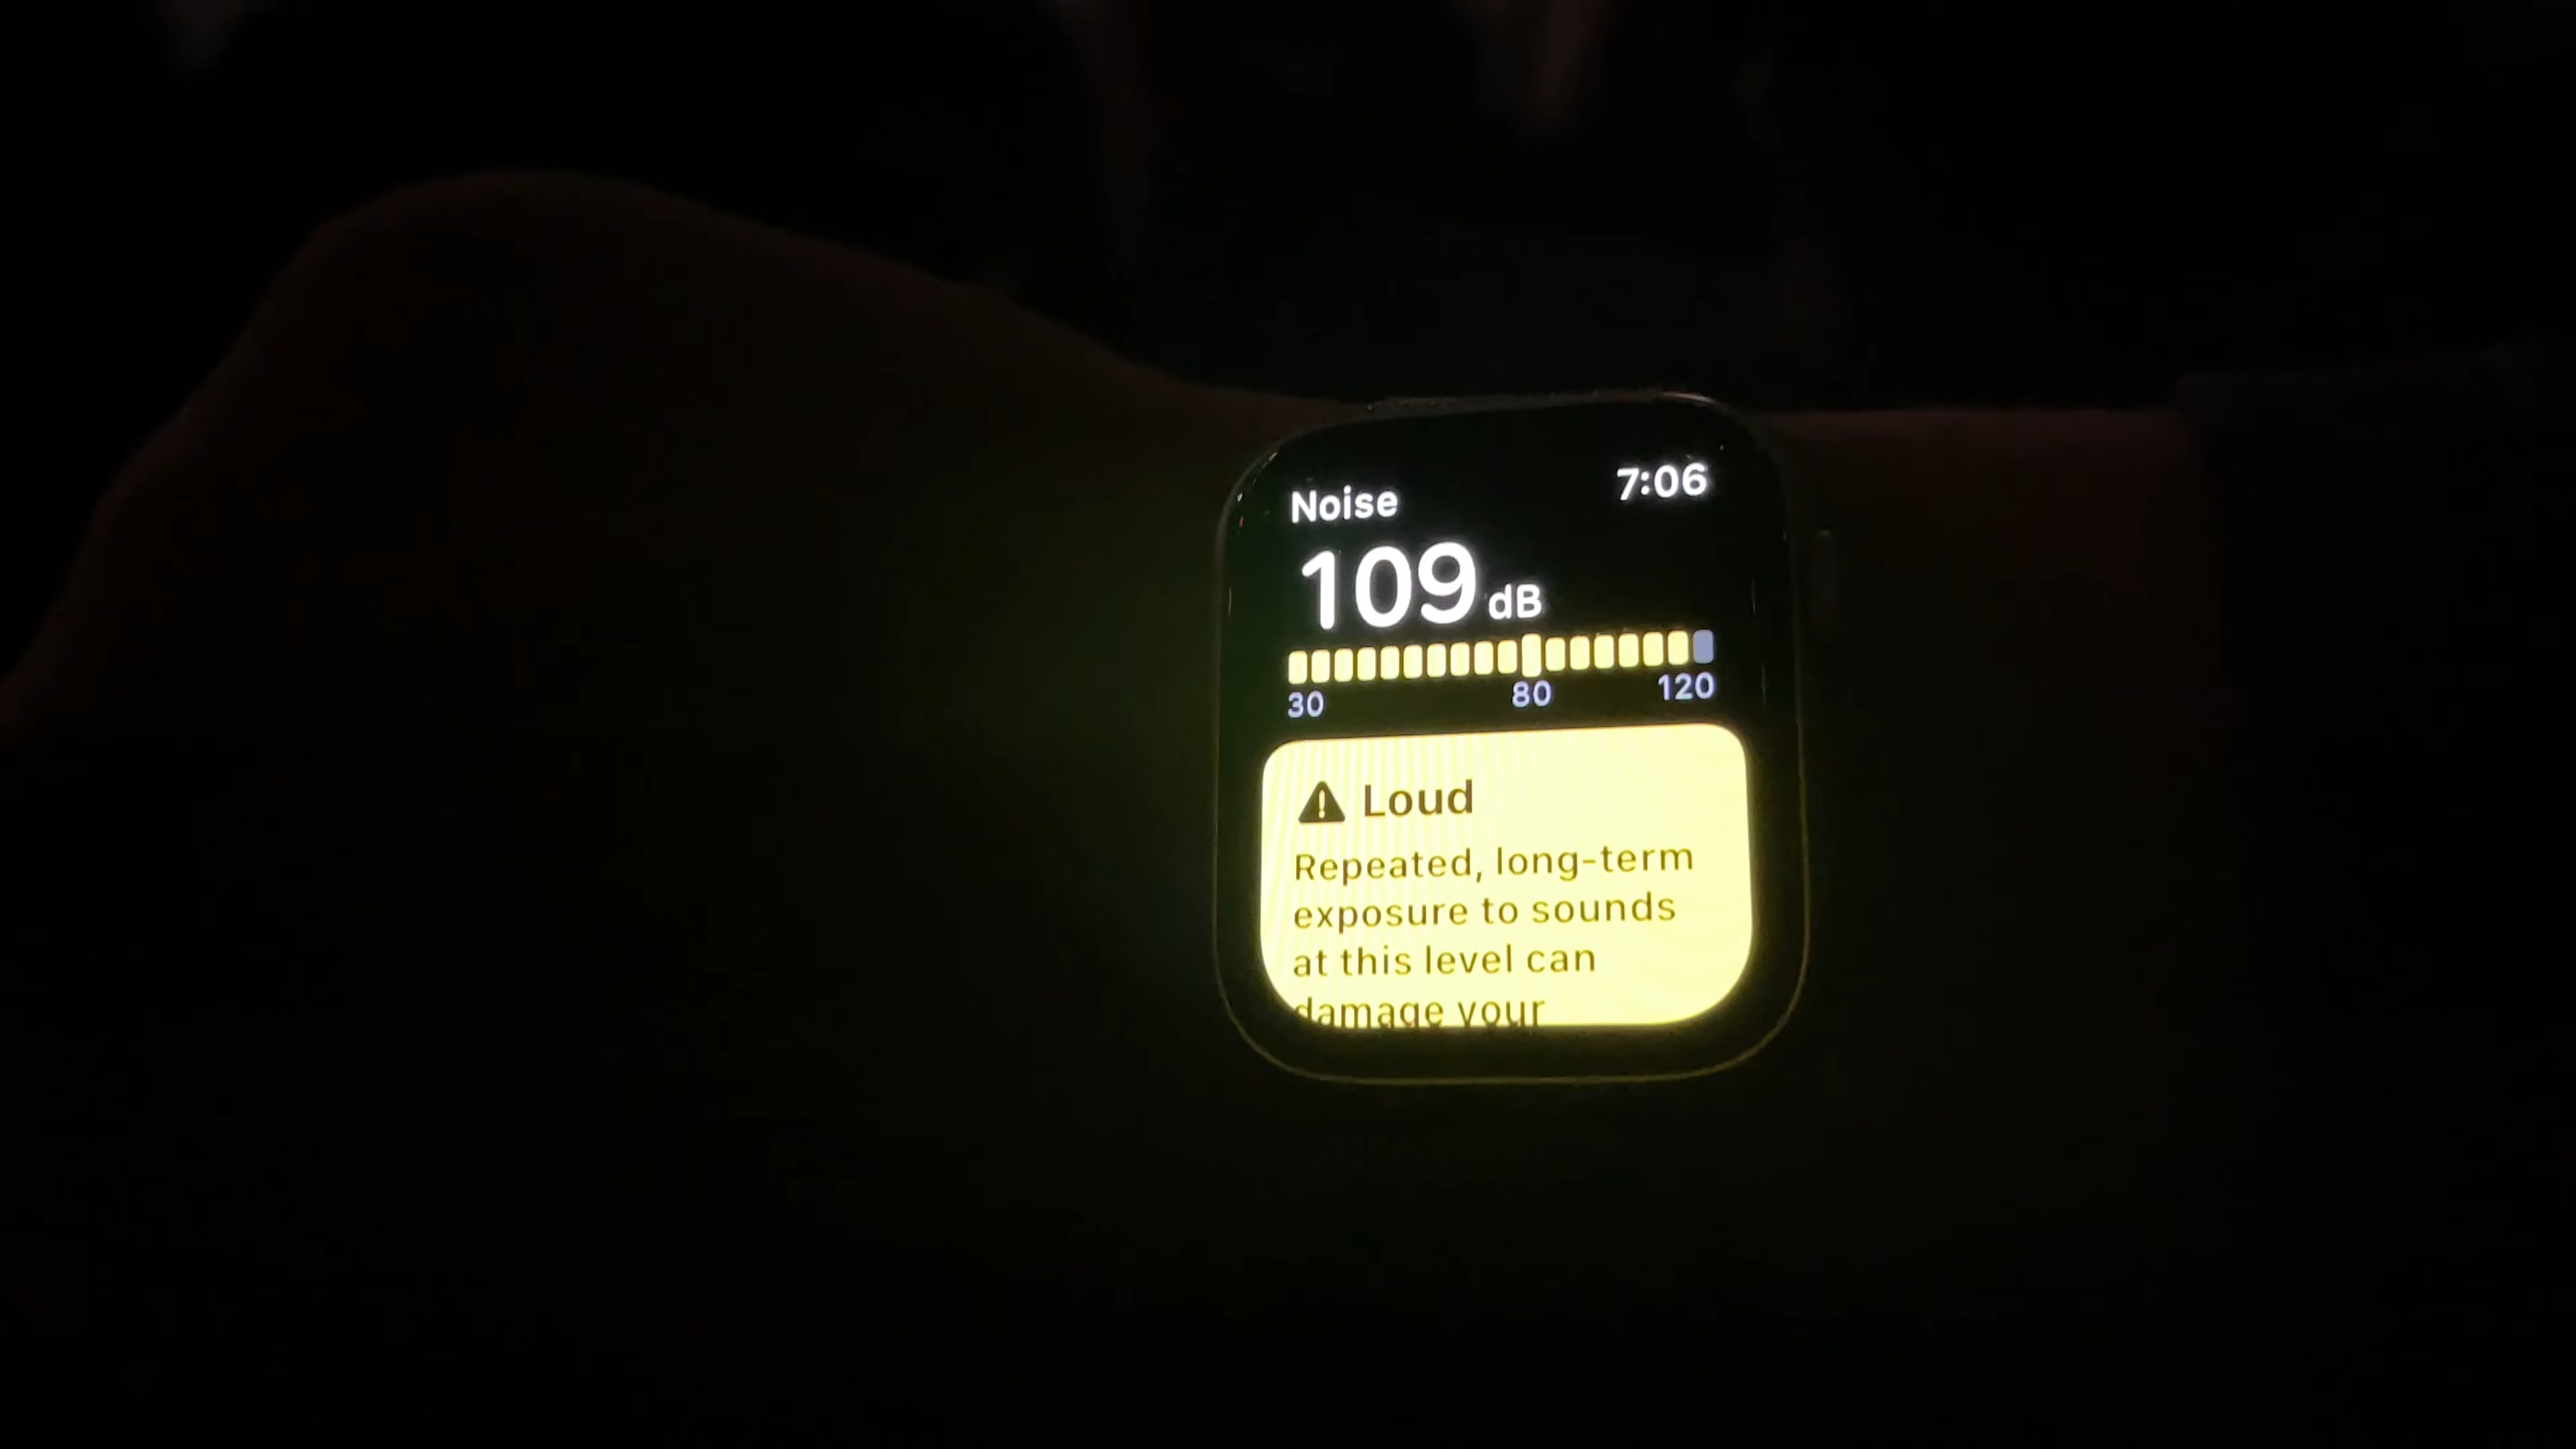 Noise 7:06
109 dB
30 80 120
Loud
Repeated, long-term
exposure to sounds
at this level can
damage your